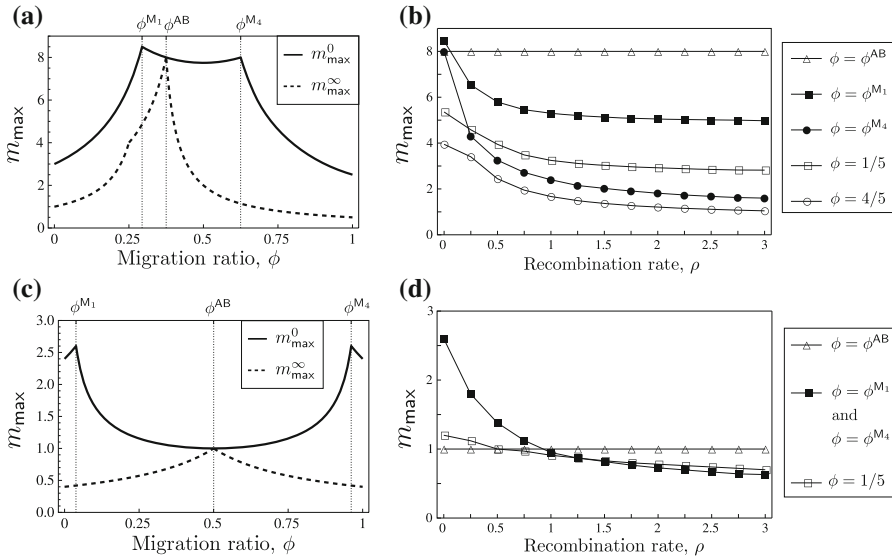 (a)
φ^M₁ φ^AB φ^M₄
m⁰max
m^∞max
m_max
8
6
4
2
0
0 0.25 0.5 0.75 1
Migration ratio, φ
(b)
m_max
8
6
4
2
0
0 0.5 1 1.5 2 2.5 3
Recombination rate, ρ
φ = φ^AB
φ = φ^M₁
φ = φ^M₄
φ = 1/5
φ = 4/5
(c)
φ^M₁ φ^AB φ^M₄
m⁰max
m^∞max
m_max
3.0
2.5
2.0
1.5
1.0
0.5
0.0
0 0.25 0.5 0.75 1
Migration ratio, φ
(d)
m_max
3
2
1
0
0 0.5 1 1.5 2 2.5 3
Recombination rate, ρ
φ = φ^AB
φ = φ^M₁
and
φ = φ^M₄
φ = 1/5